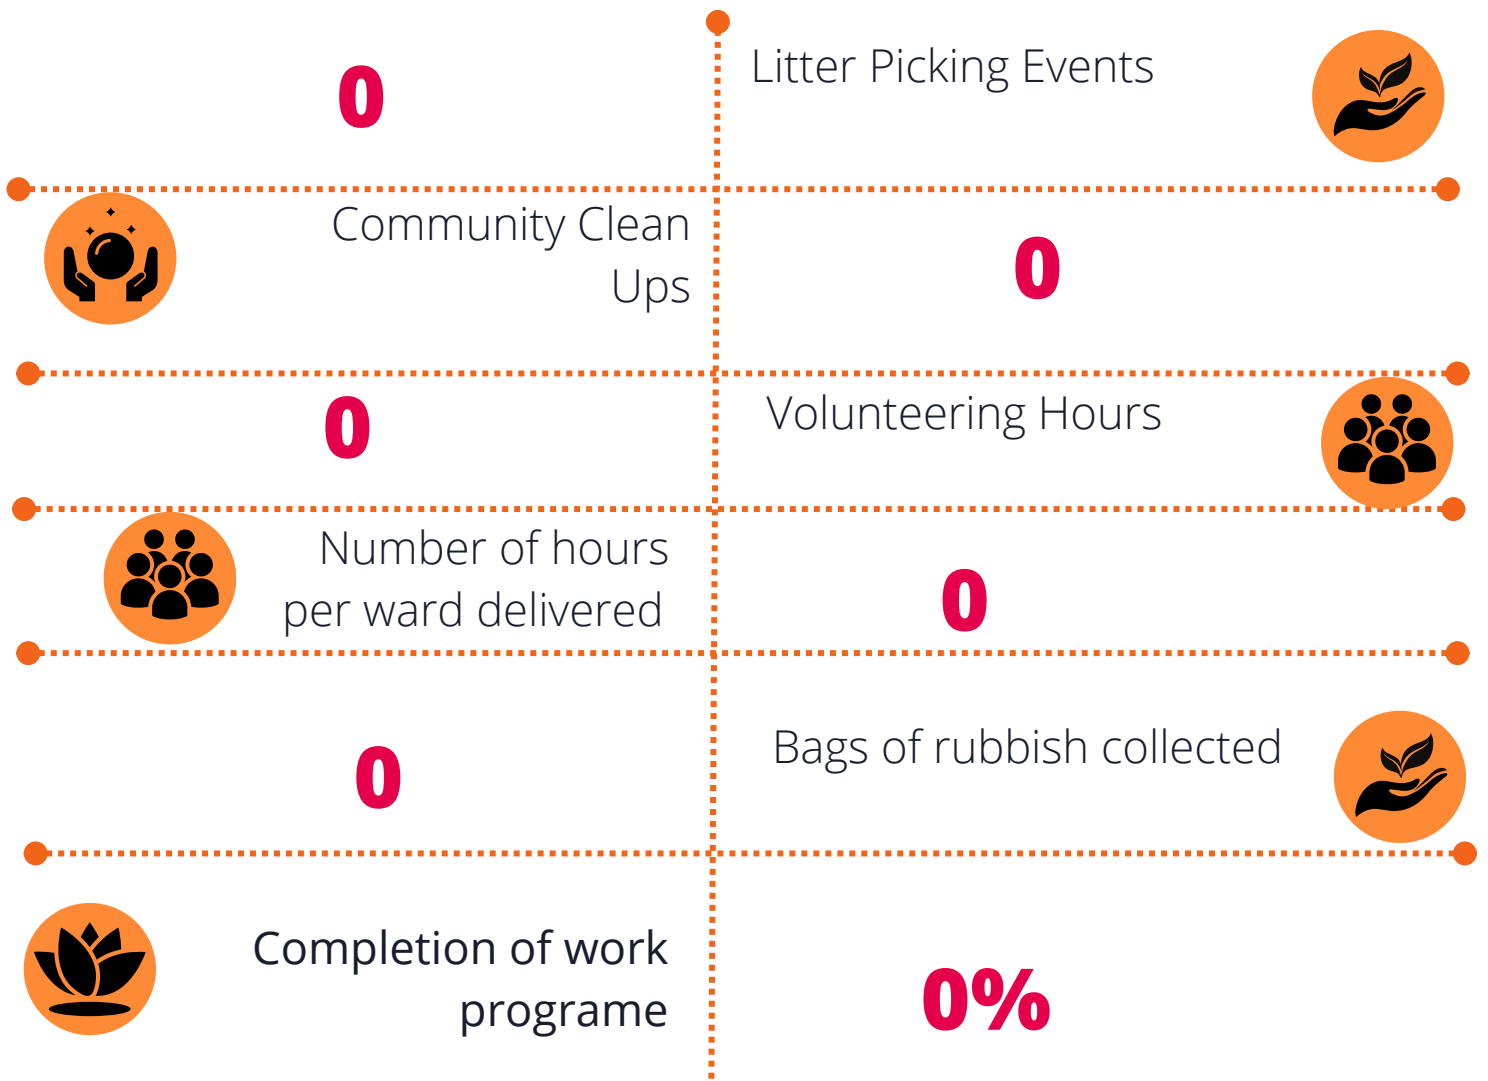 0
Litter Picking Events
Community Clean
Ups
0
0
Volunteering Hours
Number of hours
per ward delivered
0
0
Bags of rubbish collected
Completion of work
programe
0%